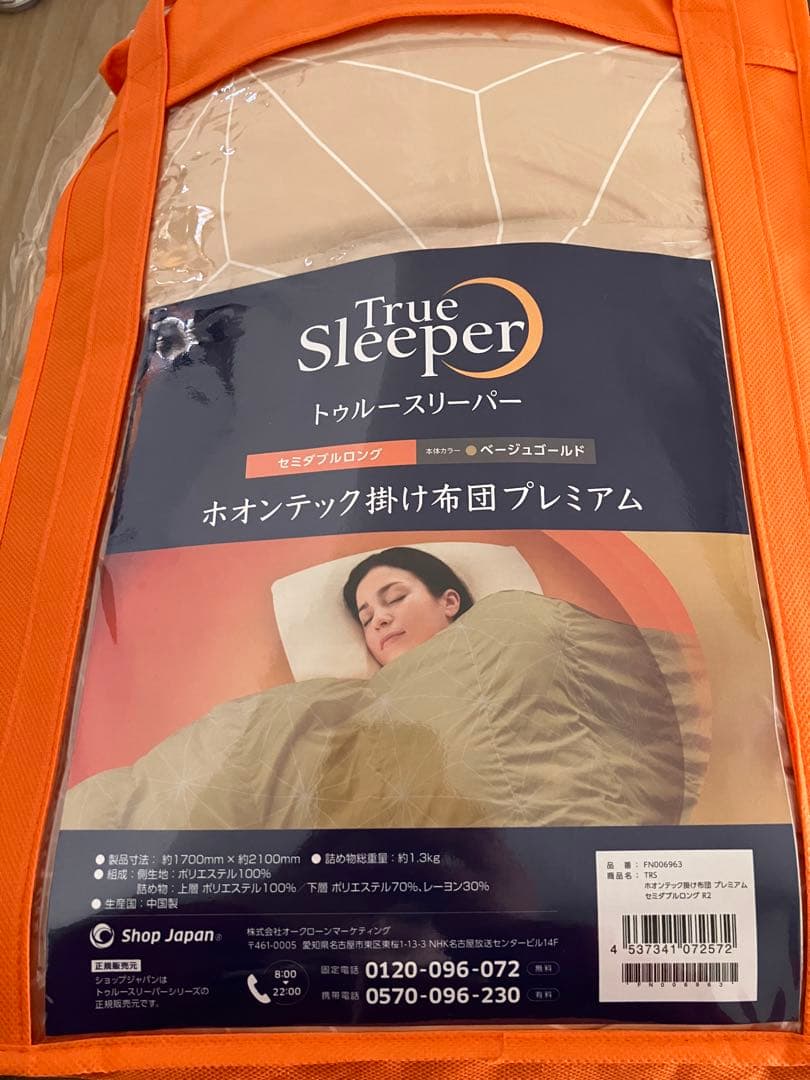 True
Sleeper
トゥルースリーパー
セミダブルロング 本体カラー ベージュゴールド
ホオンテック掛け布団プレミアム
● 製品寸法： 約1700mm × 約2100mm ● 詰め物総重量：約1.3kg
● 組成：側生地：ポリエステル100%
詰め物：上層 ポリエステル100%／下層 ポリエステル70%、レーヨン30%
● 生産国：中国製
Shop Japan®
株式会社オークローンマーケティング
〒461-0005 愛知県名古屋市東区東桜1-13-3 NHK名古屋放送センタービル14F
正規販売元
ショップジャパンは
トゥルースリーパーシリーズの
正規販売元です。
8:00
22:00
固定電話 0120-096-072 無料
携帯電話 0570-096-230 有料
品 番： FN006963
商品名： TRS
ホオンテック掛け布団 プレミアム
セミダブルロング R2
4 537341 072572
FN006963